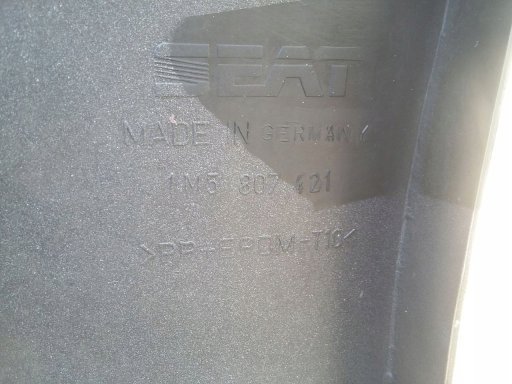 SEAT
MADE IN GERMANY
1M5 807 421
>PP+EPDM-T10<